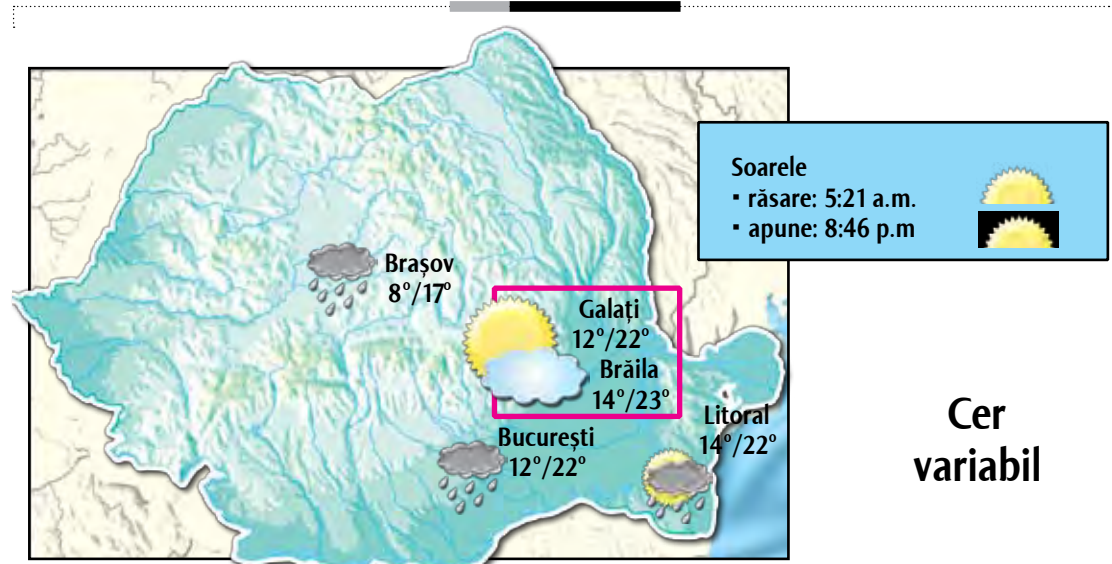 Soarele
▪ răsare: 5:21 a.m.
▪ apune: 8:46 p.m
Brașov
8°/17°
Galați
12°/22°
Brăila
14°/23°
Litoral
14°/22°
București
12°/22°
Cer
variabil